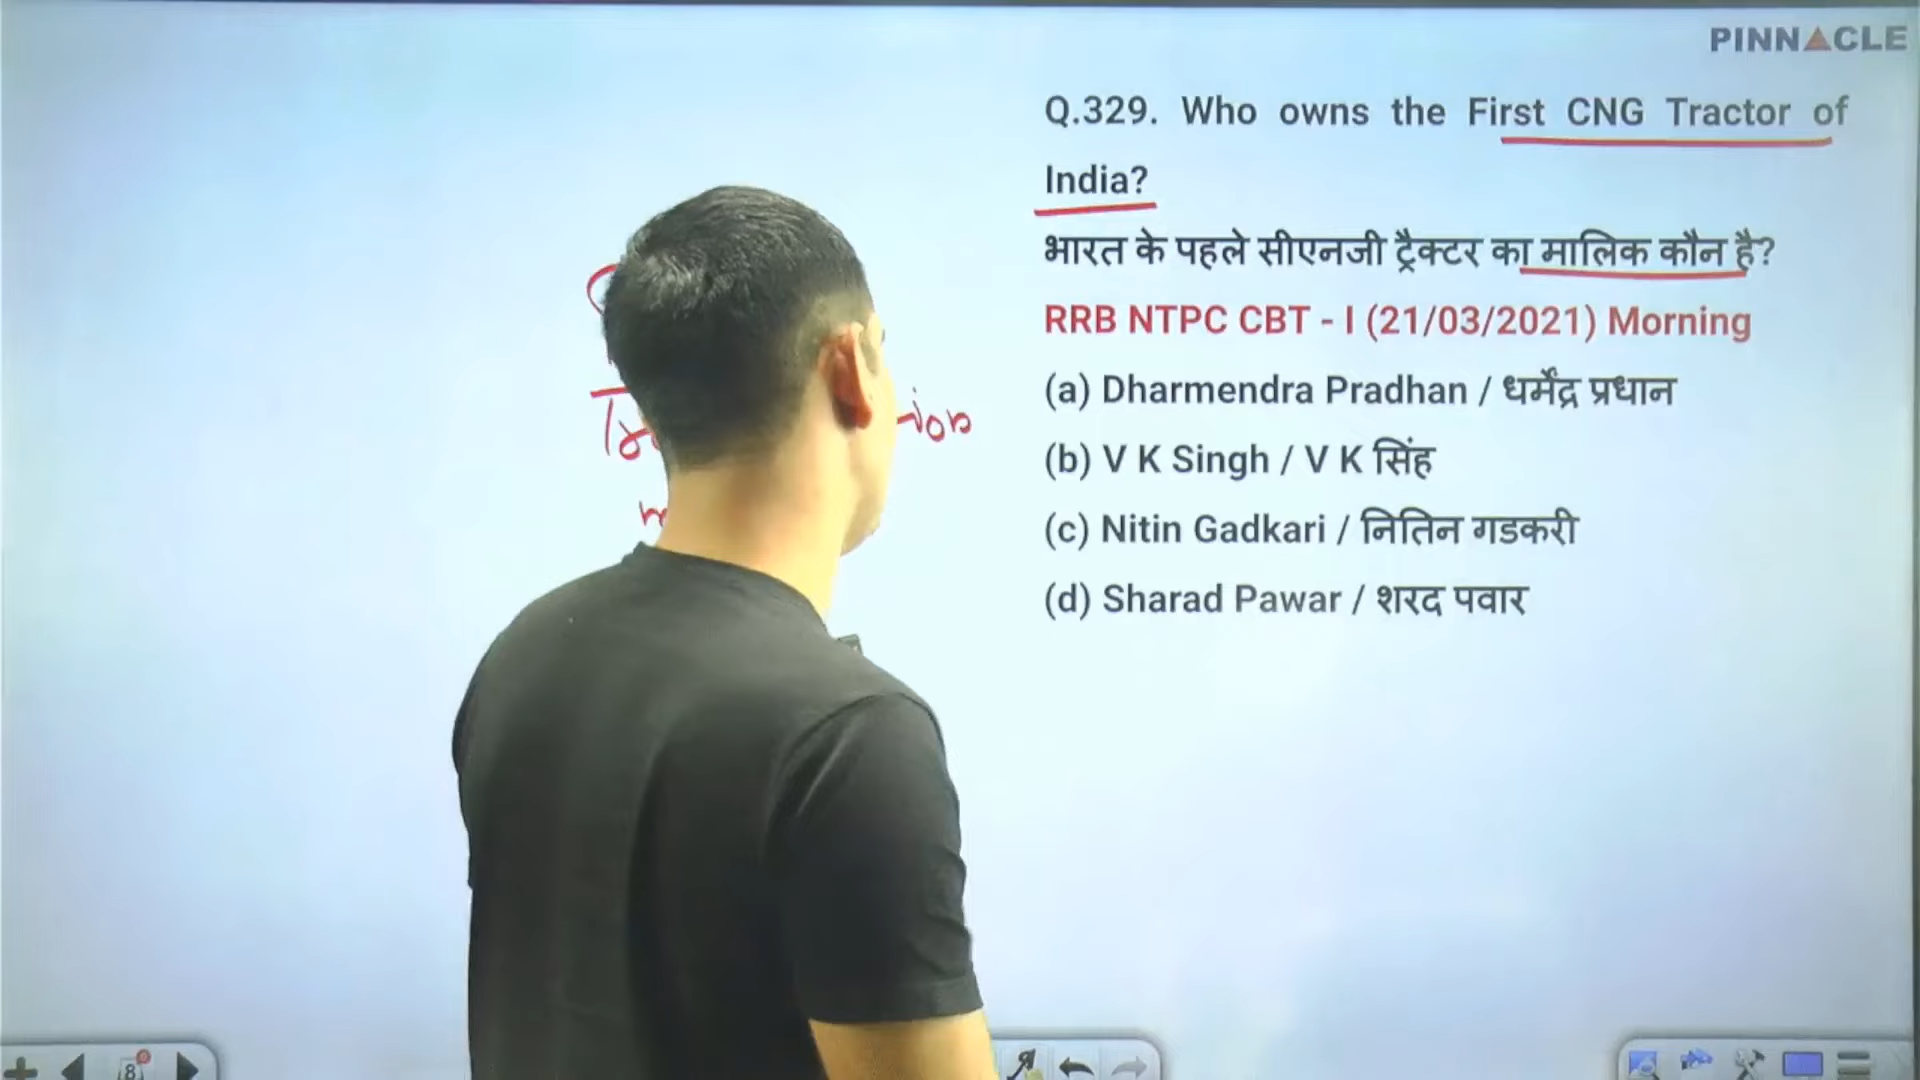 PINNACLE
Q.329. Who owns the First CNG Tractor of
India?
भारत के पहले सीएनजी ट्रैक्टर का मालिक कौन है?
RRB NTPC CBT - I (21/03/2021) Morning
(a) Dharmendra Pradhan / धर्मेंद्र प्रधान
(b) V K Singh / V K सिंह
(c) Nitin Gadkari / नितिन गडकरी
(d) Sharad Pawar / शरद पवार
8